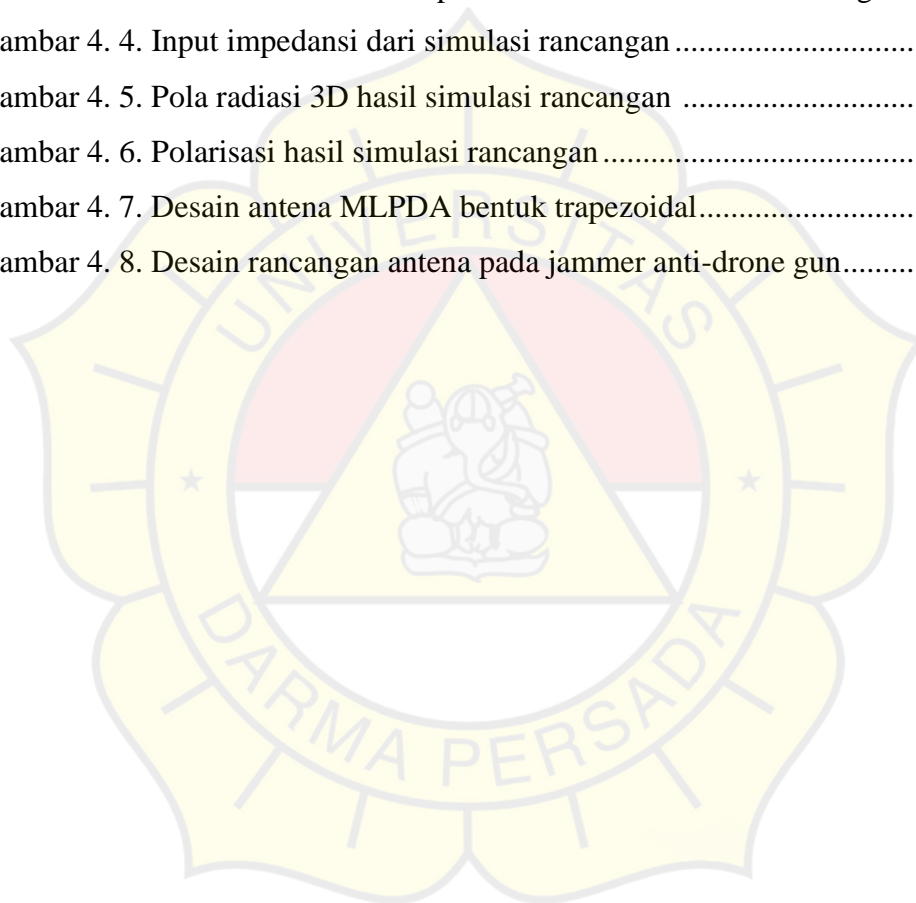 ambar 4. 4. Input impedansi dari simulasi rancangan ............................
ambar 4. 5. Pola radiasi 3D hasil simulasi rancangan ...........................
ambar 4. 6. Polarisasi hasil simulasi rancangan ....................................
ambar 4. 7. Desain antena MLPDA bentuk trapezoidal.........................
ambar 4. 8. Desain rancangan antena pada jammer anti-drone gun.........
UNIVERSITAS
DARMA PERSADA